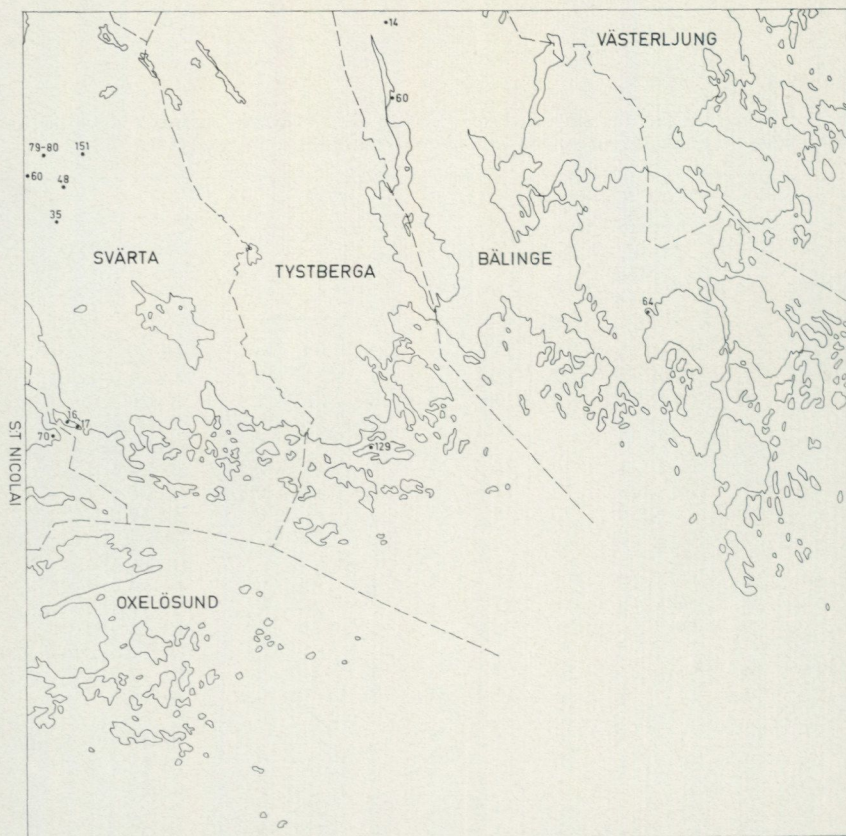 14
VÄSTERLJUNG
60
79-80 151
60 48
35
SVÄRTA
TYSTBERGA
BÄLINGE
64
16
17
70
129
ST NICOLAI
OXELÖSUND